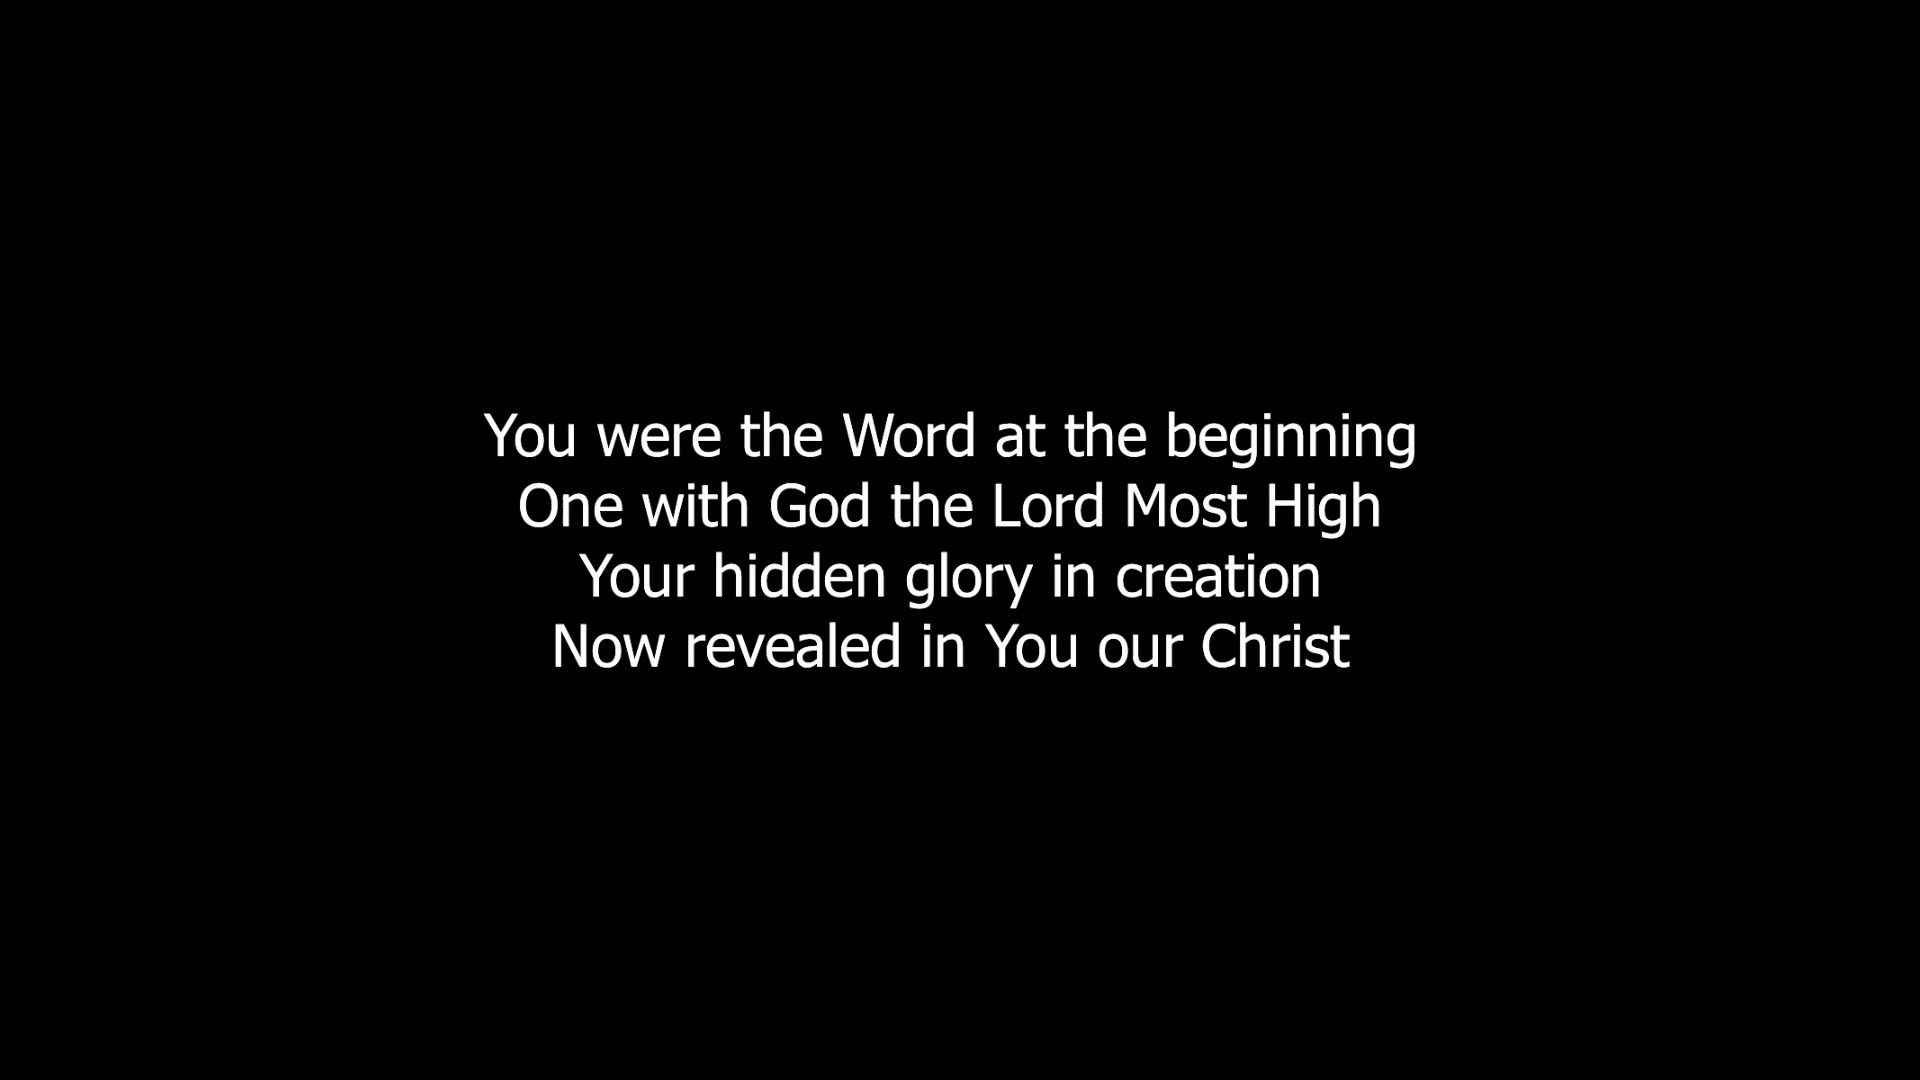 You were the Word at the beginning
One with God the Lord Most High
Your hidden glory in creation
Now revealed in You our Christ